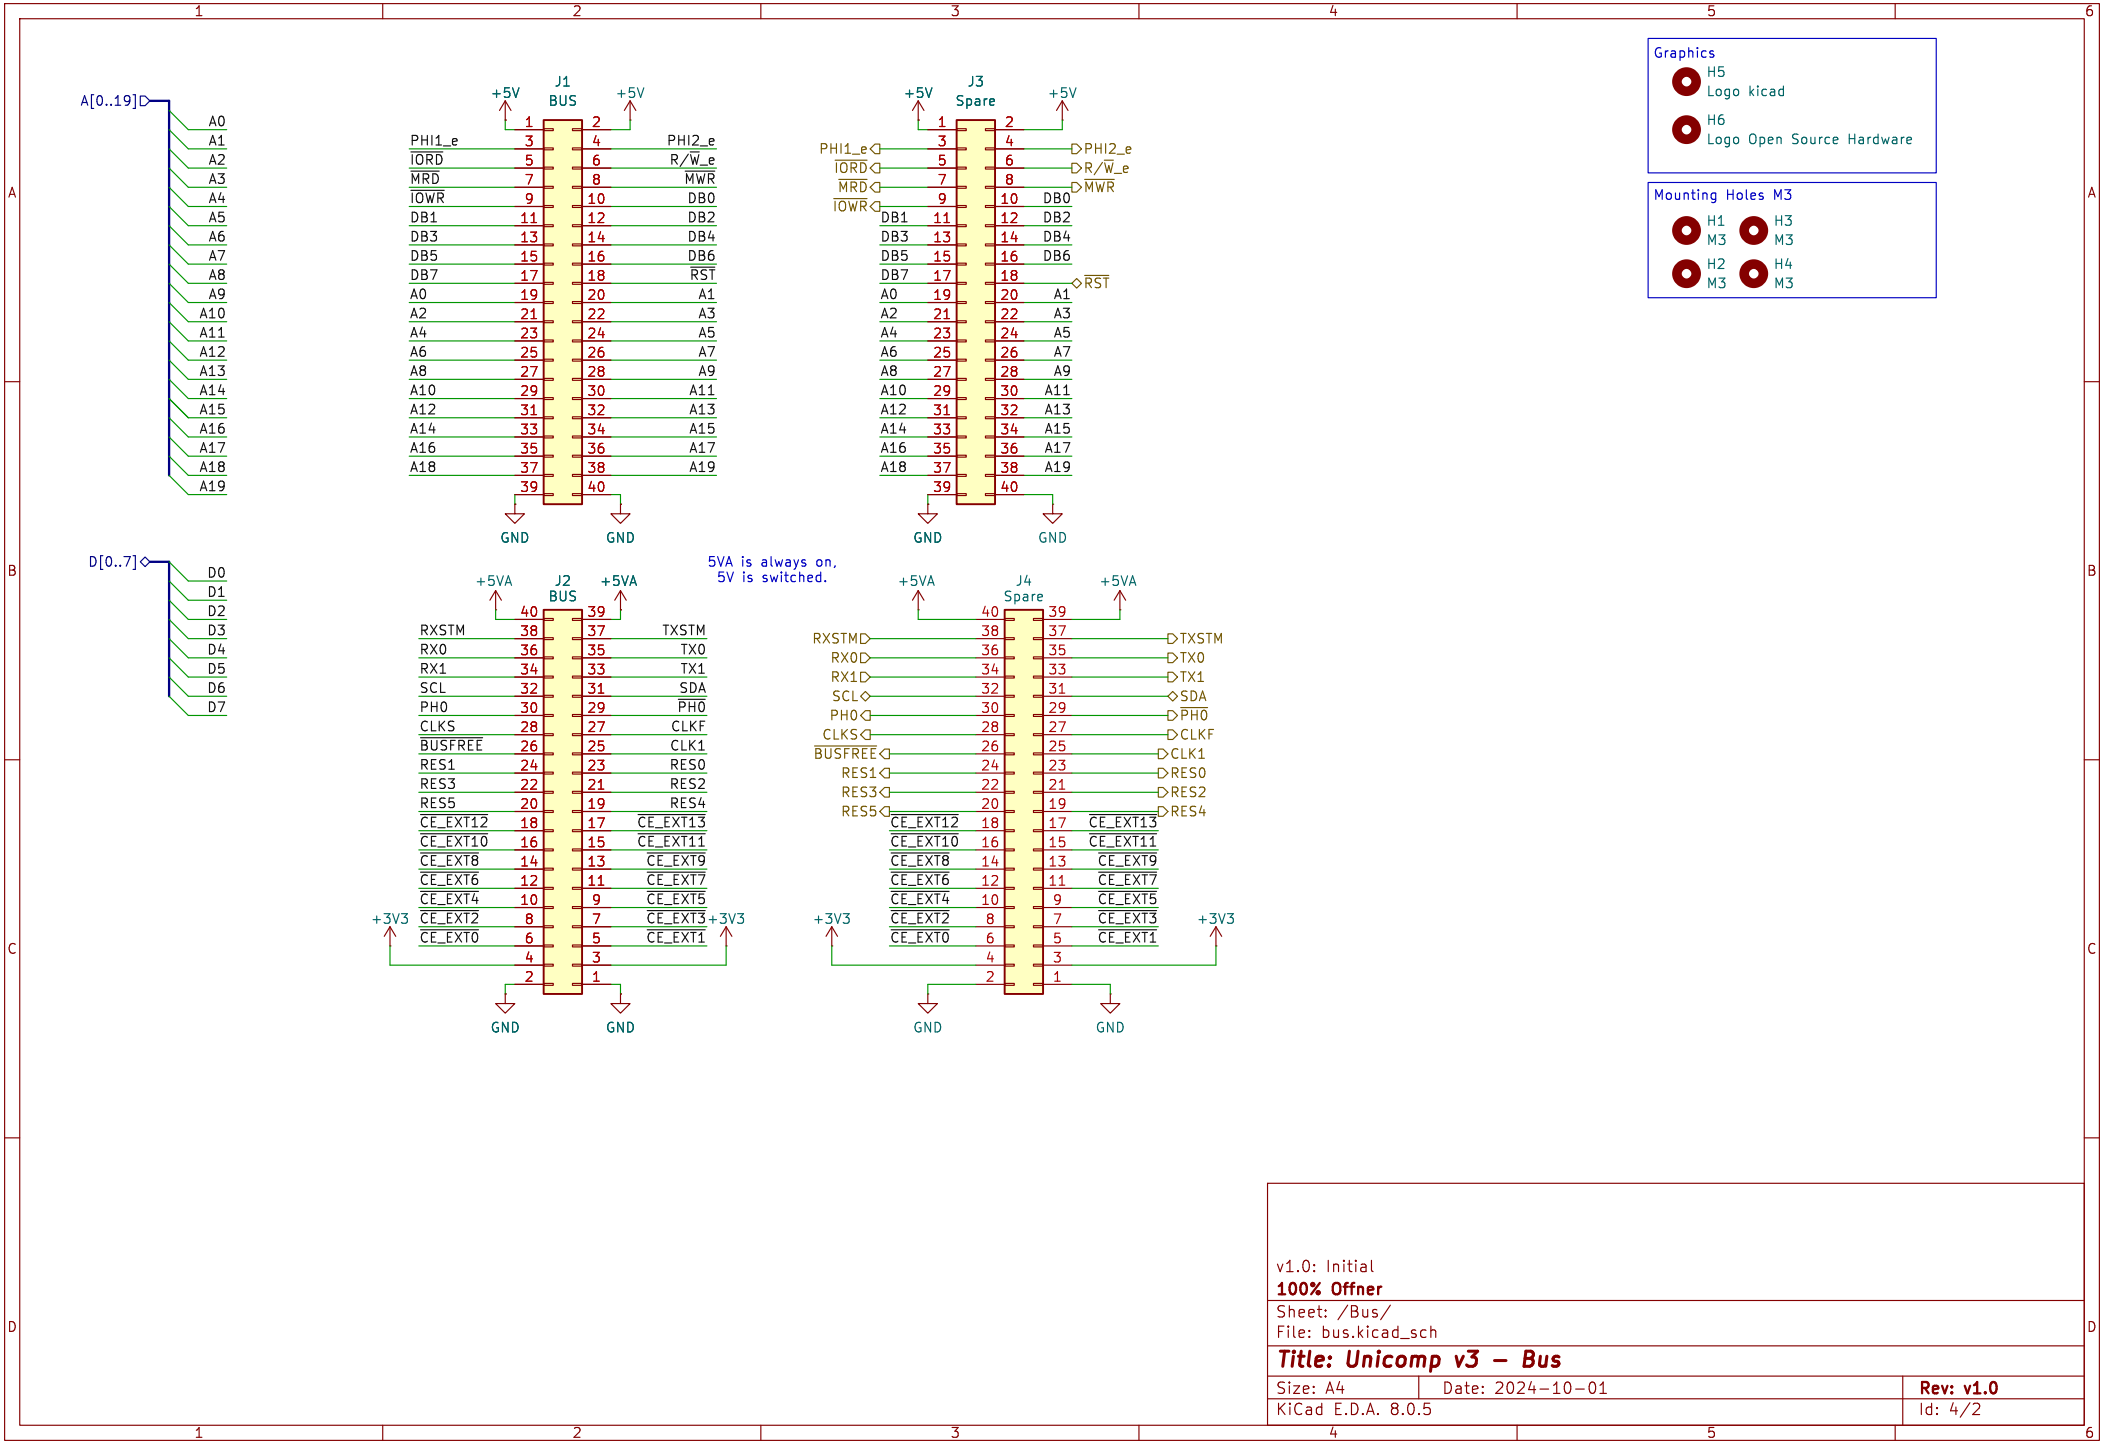 1 2 3 4 5 6
A
B
C
D
A[0..19]
A0
A1
A2
A3
A4
A5
A6
A7
A8
A9
A10
A11
A12
A13
A14
A15
A16
A17
A18
A19
D[0..7]
D0
D1
D2
D3
D4
D5
D6
D7
J1
BUS
+5V +5V
1 2
PHI1_e 3 4 PHI2_e
IORD 5 6 R/W_e
MRD 7 8 MWR
IOWR 9 10 DB0
DB1 11 12 DB2
DB3 13 14 DB4
DB5 15 16 DB6
DB7 17 18 RST
A0 19 20 A1
A2 21 22 A3
A4 23 24 A5
A6 25 26 A7
A8 27 28 A9
A10 29 30 A11
A12 31 32 A13
A14 33 34 A15
A16 35 36 A17
A18 37 38 A19
39 40
GND GND
J3
Spare
+5V +5V
1 2
PHI1_e 3 4 PHI2_e
IORD 5 6 R/W_e
MRD 7 8 MWR
IOWR 9 10 DB0
DB1 11 12 DB2
DB3 13 14 DB4
DB5 15 16 DB6
DB7 17 18 RST
A0 19 20 A1
A2 21 22 A3
A4 23 24 A5
A6 25 26 A7
A8 27 28 A9
A10 29 30 A11
A12 31 32 A13
A14 33 34 A15
A16 35 36 A17
A18 37 38 A19
39 40
GND GND
5VA is always on,
5V is switched.
+5VA J2 +5VA
BUS
40 39
RXSTM 38 37 TXSTM
RX0 36 35 TX0
RX1 34 33 TX1
SCL 32 31 SDA
PH0 30 29 PH0
CLKS 28 27 CLKF
BUSFREE 26 25 CLK1
RES1 24 23 RES0
RES3 22 21 RES2
RES5 20 19 RES4
CE_EXT12 18 17 CE_EXT13
CE_EXT10 16 15 CE_EXT11
CE_EXT8 14 13 CE_EXT9
CE_EXT6 12 11 CE_EXT7
CE_EXT4 10 9 CE_EXT5
+3V3 CE_EXT2 8 7 CE_EXT3 +3V3
CE_EXT0 6 5 CE_EXT1
4 3
2 1
GND GND
+5VA J4 +5VA
Spare
40 39
RXSTM 38 37 TXSTM
RX0 36 35 TX0
RX1 34 33 TX1
SCL 32 31 SDA
PH0 30 29 PH0
CLKS 28 27 CLKF
BUSFREE 26 25 CLK1
RES1 24 23 RES0
RES3 22 21 RES2
RES5 20 19 RES4
CE_EXT12 18 17 CE_EXT13
CE_EXT10 16 15 CE_EXT11
CE_EXT8 14 13 CE_EXT9
CE_EXT6 12 11 CE_EXT7
CE_EXT4 10 9 CE_EXT5
+3V3 CE_EXT2 8 7 CE_EXT3 +3V3
CE_EXT0 6 5 CE_EXT1
4 3
2 1
GND GND
Graphics
H5
Logo kicad
H6
Logo Open Source Hardware
Mounting Holes M3
H1 H3
M3 M3
H2 H4
M3 M3
A
B
C
D
v1.0: Initial
100% Offner
Sheet: /Bus/
File: bus.kicad_sch
Title: Unicomp v3 – Bus
Size: A4 Date: 2024-10-01 Rev: v1.0
KiCad E.D.A. 8.0.5 Id: 4/2
1 2 3 4 5 6